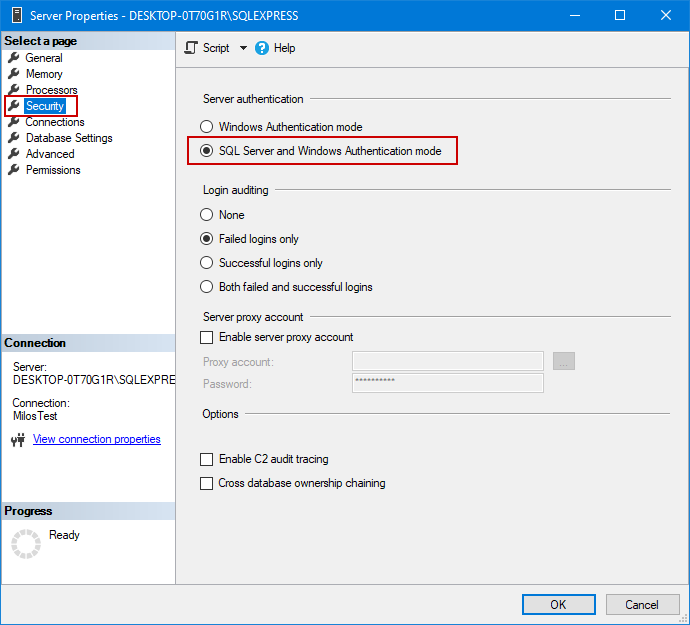 Server Properties - DESKTOP-0T70G1R\SQLEXPRESS
Select a page
General
Memory
Processors
Security
Connections
Database Settings
Advanced
Permissions
Connection
Server:
DESKTOP-0T70G1R\SQLEXPRE
Connection:
MilosTest
View connection properties
Progress
Ready
Script
Help
Server authentication
Windows Authentication mode
SQL Server and Windows Authentication mode
Login auditing
None
Failed logins only
Successful logins only
Both failed and successful logins
Server proxy account
Enable server proxy account
Proxy account:
...
Password:
**********
Options
Enable C2 audit tracing
Cross database ownership chaining
OK
Cancel